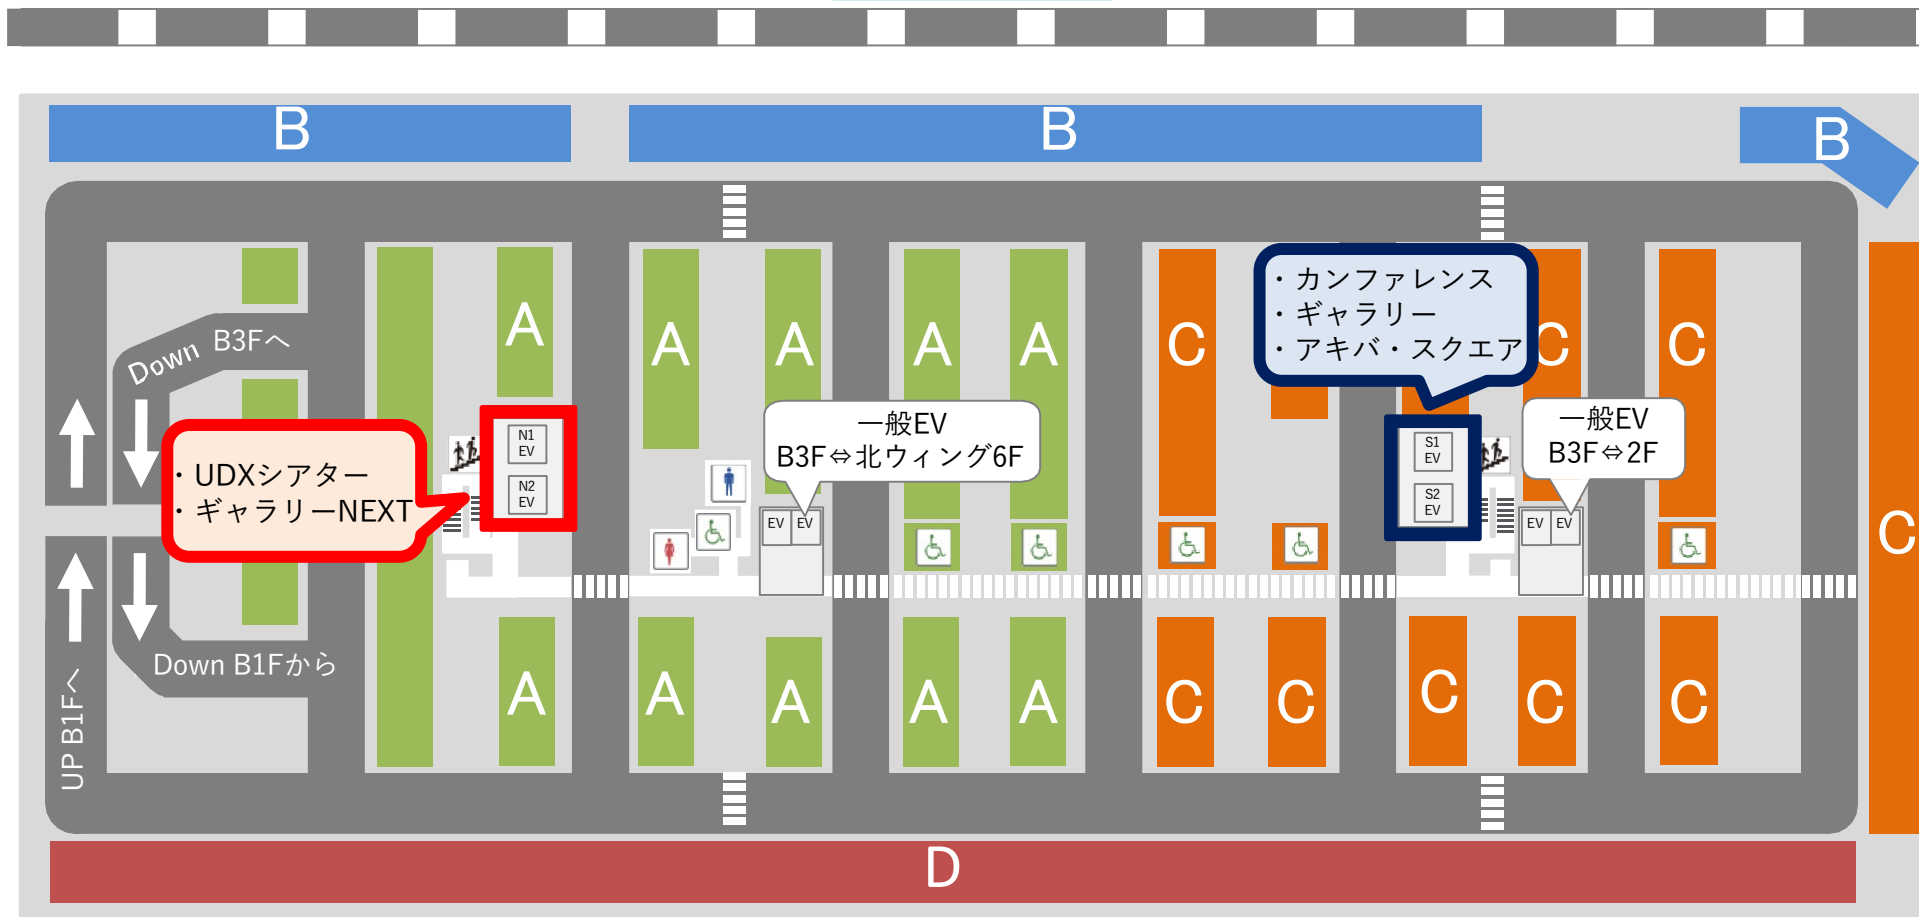 B
B
B
A
A
A
A
A
C
C
C
・カンファレンス
・ギャラリー
・アキバ・スクエア
Down B3Fへ
・UDXシアター
・ギャラリーNEXT
N1
EV
N2
EV
一般EV
B3F⇔北ウィング6F
EV
EV
S1
EV
S2
EV
一般EV
B3F⇔2F
EV
EV
C
Down B1Fから
UP B1Fへ
A
A
A
A
A
C
C
C
C
C
D